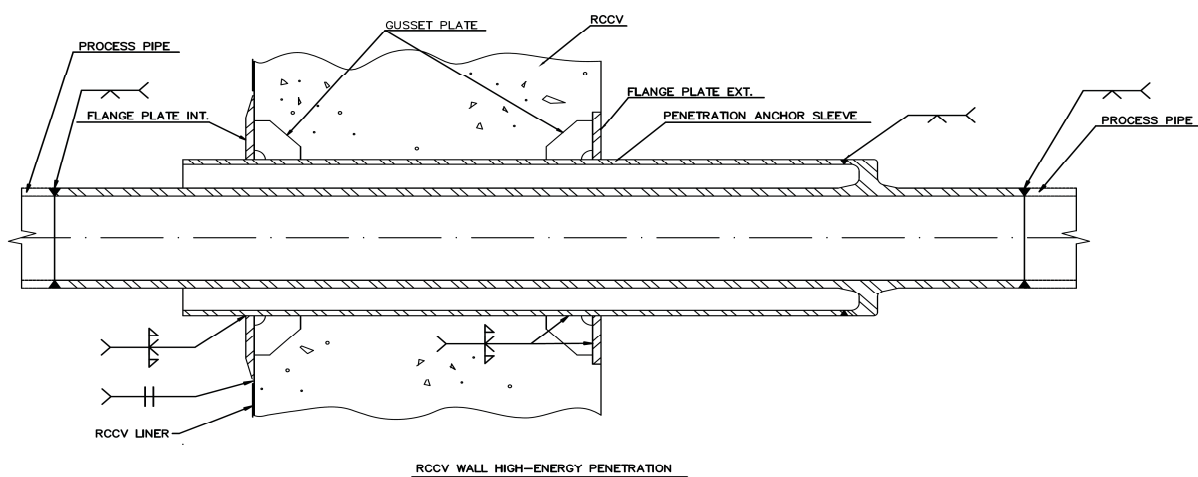 GUSSET PLATE
RCCV
PROCESS PIPE
FLANGE PLATE EXT.
FLANGE PLATE INT.
PENETRATION ANCHOR SLEEVE
PROCESS PIPE
RCCV LINER
RCCV WALL HIGH-ENERGY PENETRATION